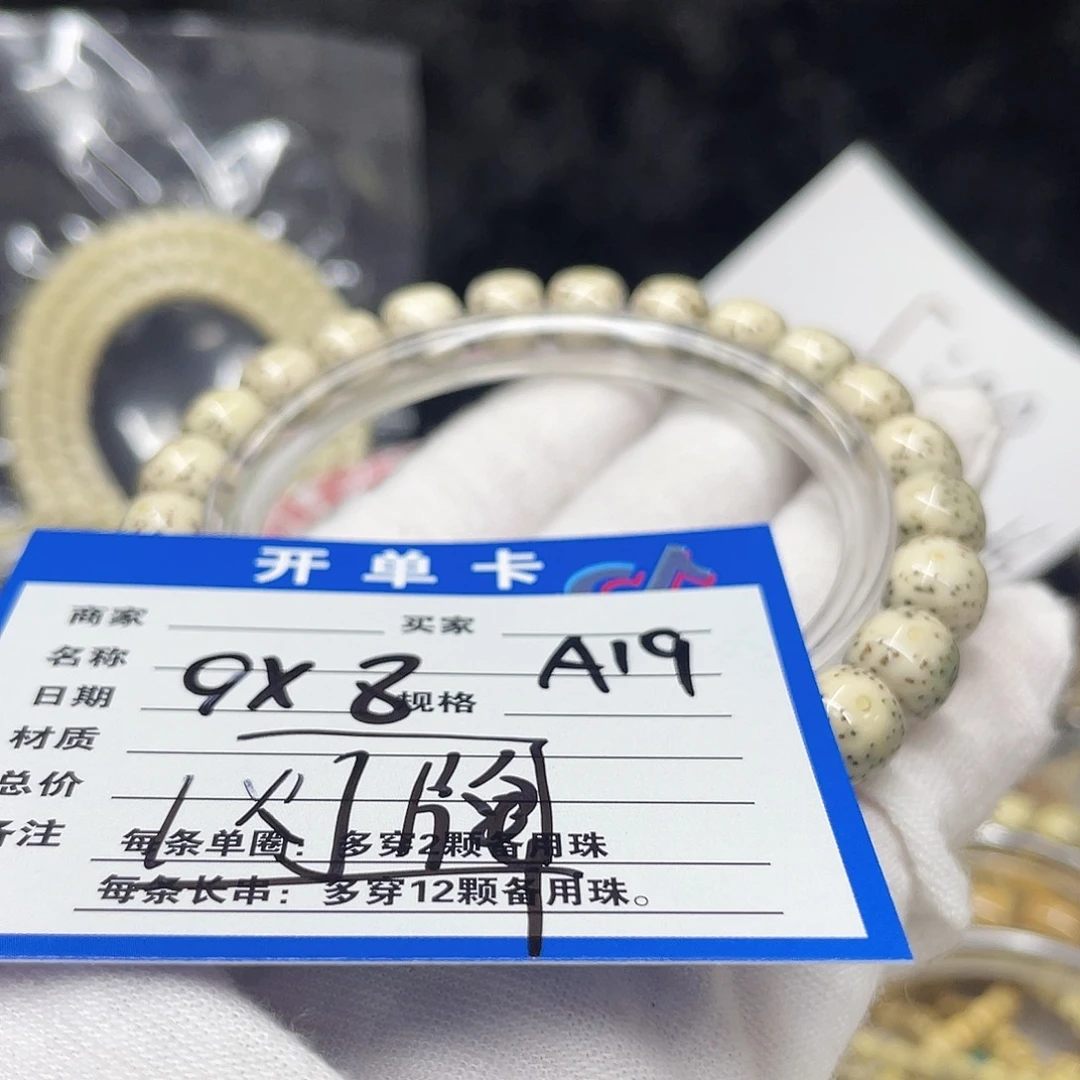 开单卡
商家 买家
名称 A19
日期 9X8 规格
材质
总价
备注 每条单圈：多穿2颗备用珠
每条长串：多穿12颗备用珠。